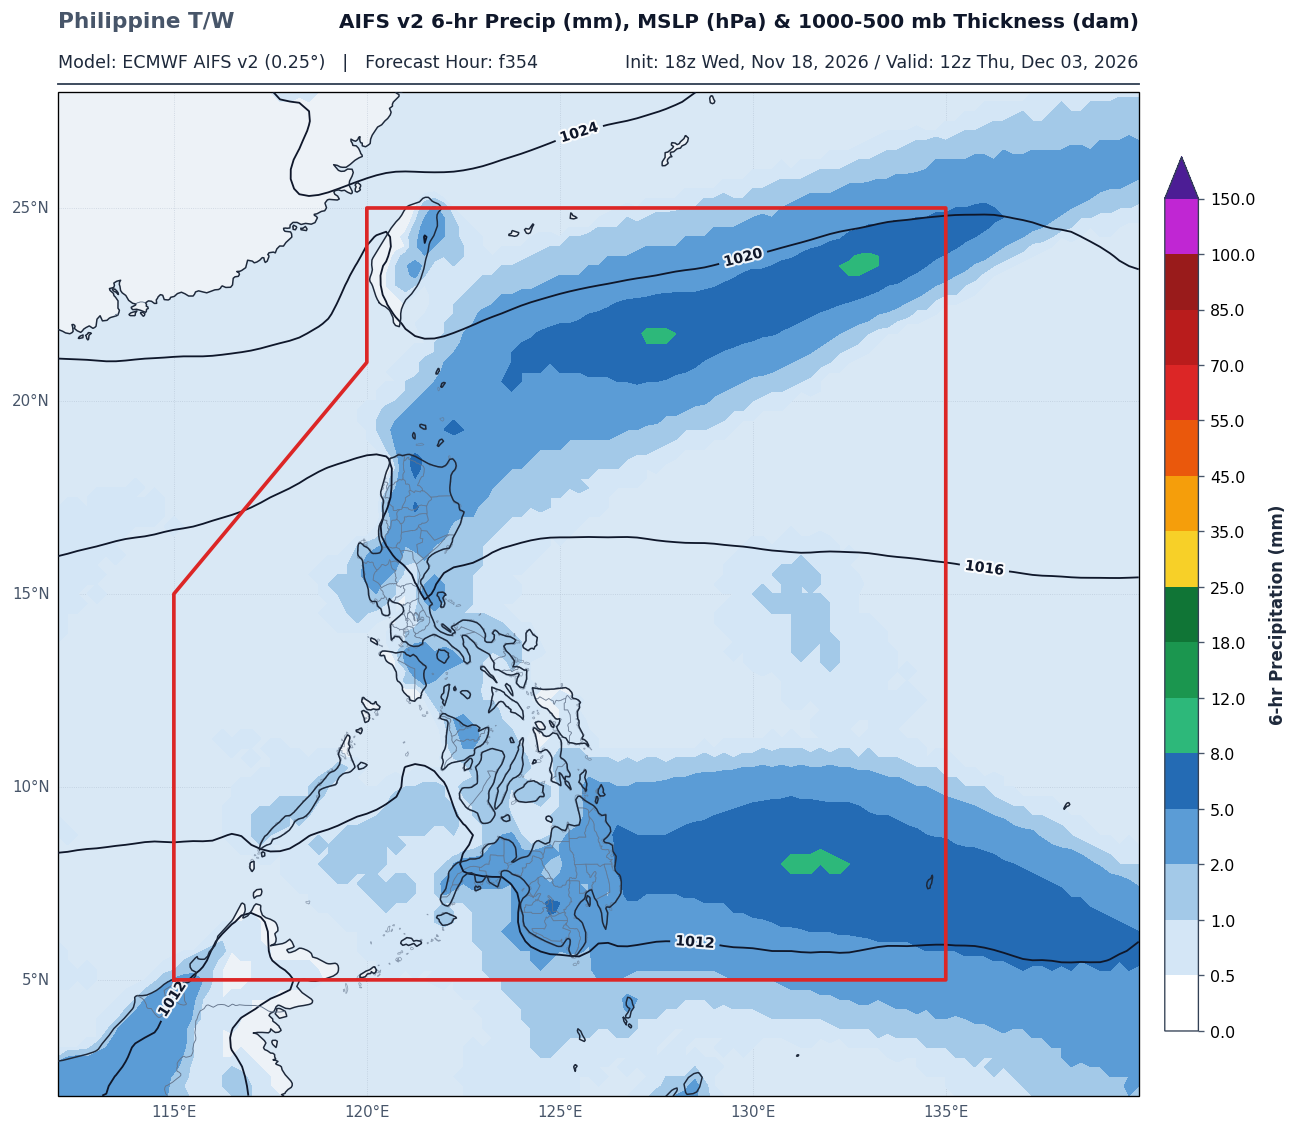 Philippine T/W
AIFS v2 6-hr Precip (mm), MSLP (hPa) & 1000-500 mb Thickness (dam)
Model: ECMWF AIFS v2 (0.25°)   |   Forecast Hour: f354
Init: 18z Wed, Nov 18, 2026 / Valid: 12z Thu, Dec 03, 2026
1024
1020
1016
1012
1012
25°N
20°N
15°N
10°N
5°N
115°E
120°E
125°E
130°E
135°E
150.0
100.0
85.0
70.0
55.0
45.0
35.0
25.0
18.0
12.0
8.0
5.0
2.0
1.0
0.5
0.0
6-hr Precipitation (mm)